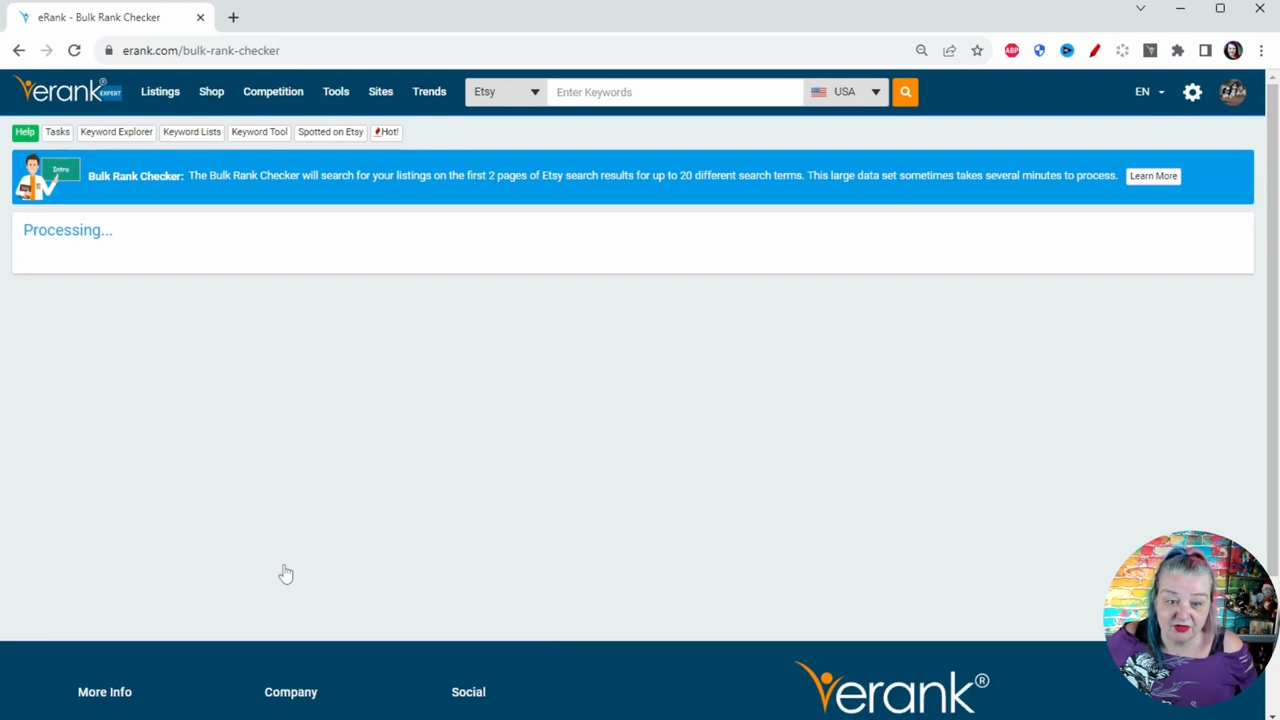 eRank - Bulk Rank Checker
erank.com/bulk-rank-checker
ABP
erank® EXPERT
Listings
Shop
Competition
Tools
Sites
Trends
Etsy
Enter Keywords
USA
EN
Help
Tasks
Keyword Explorer
Keyword Lists
Keyword Tool
Spotted on Etsy
Hot!
Intro
Bulk Rank Checker: The Bulk Rank Checker will search for your listings on the first 2 pages of Etsy search results for up to 20 different search terms. This large data set sometimes takes several minutes to process.
Learn More
Processing...
More Info
Company
Social
erank®